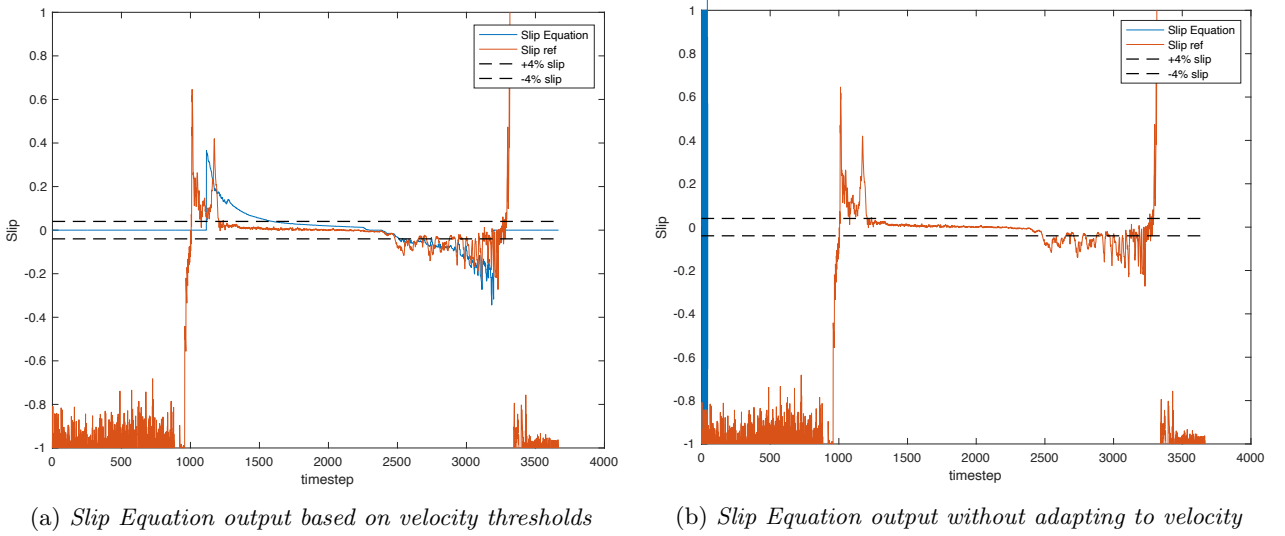 1
0.8
0.6
0.4
0.2
0
-0.2
-0.4
-0.6
-0.8
-1
Slip
0 500 1000 1500 2000 2500 3000 3500 4000
timestep
Slip Equation
Slip ref
+4% slip
-4% slip
(a) Slip Equation output based on velocity thresholds
1
0.8
0.6
0.4
0.2
0
-0.2
-0.4
-0.6
-0.8
-1
Slip
0 500 1000 1500 2000 2500 3000 3500 4000
timestep
Slip Equation
Slip ref
+4% slip
-4% slip
(b) Slip Equation output without adapting to velocity